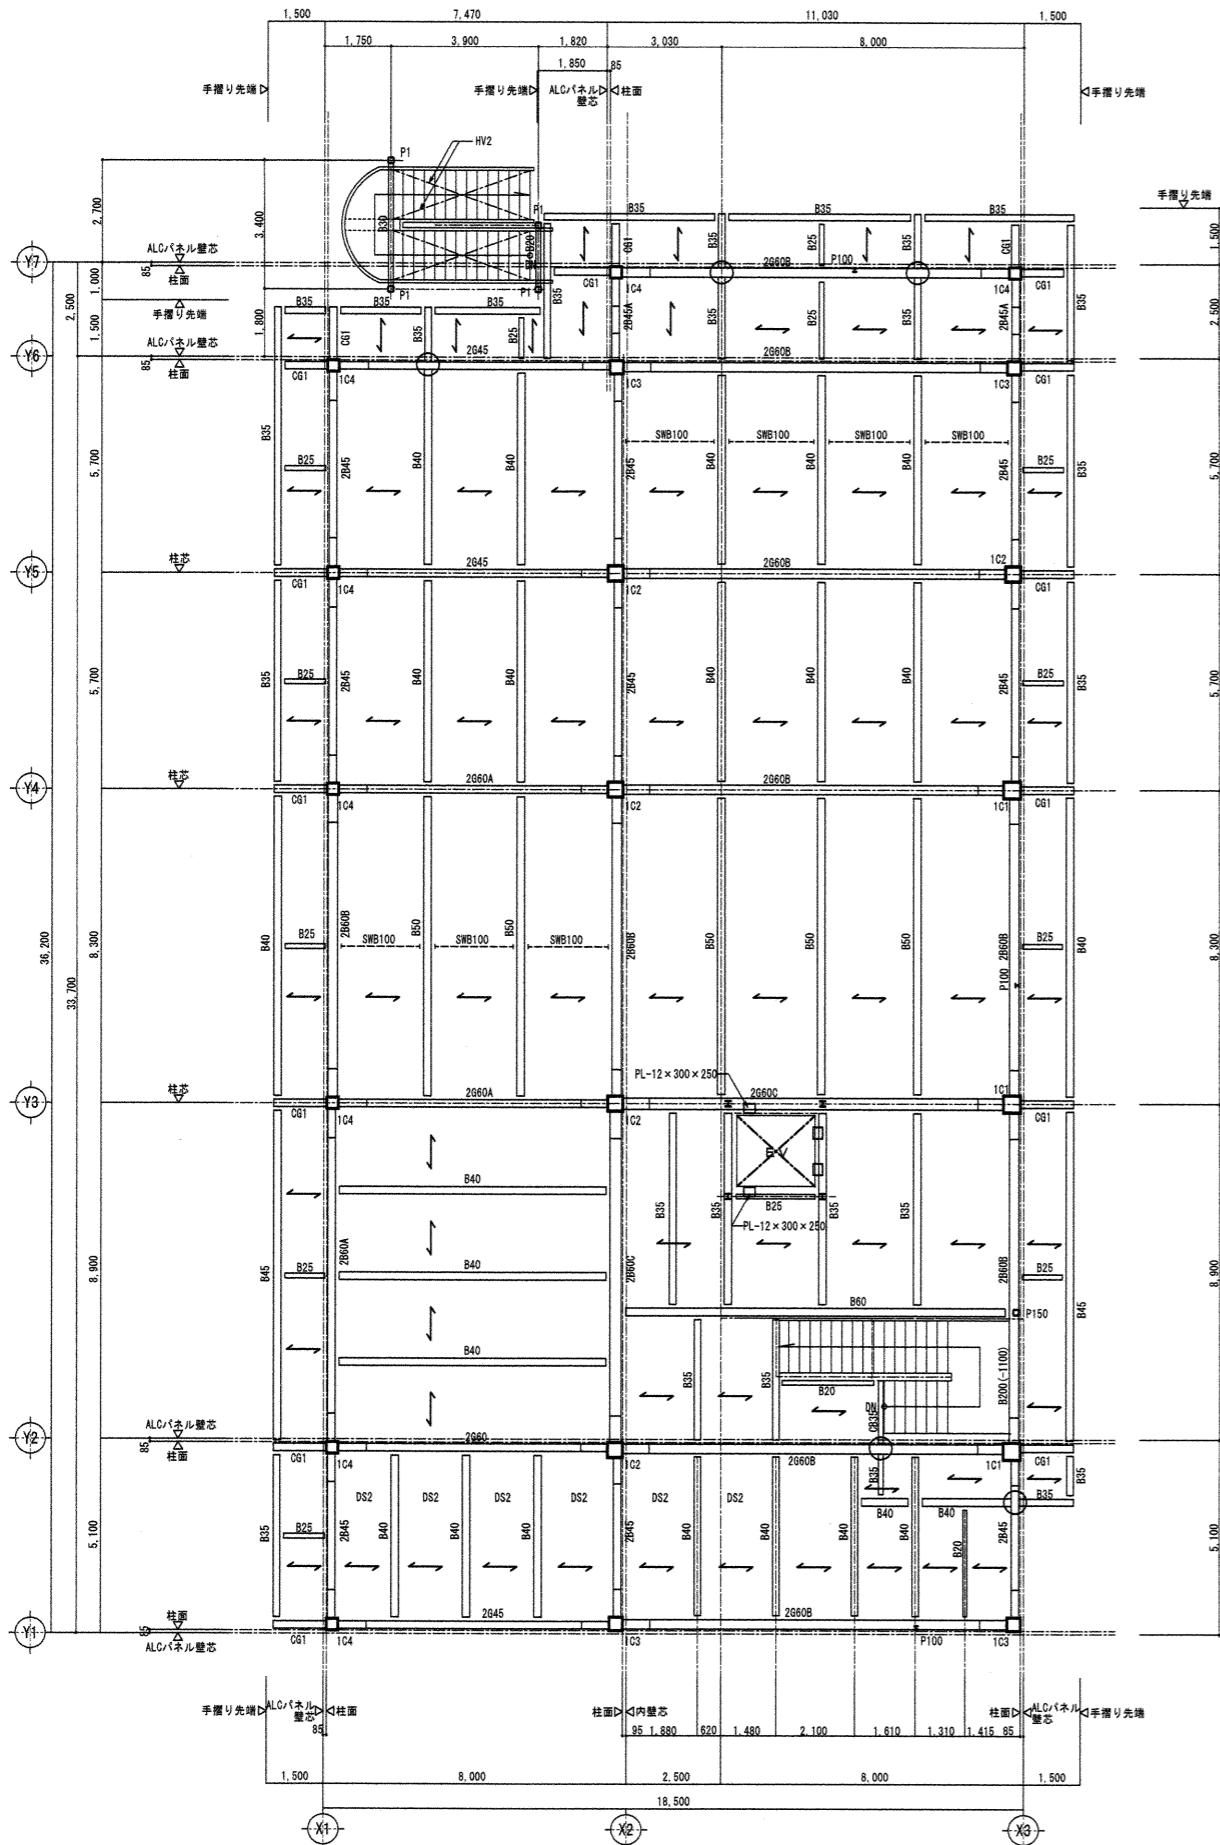 1,500 7,470 11,030 1,500
1,750 3,900 1,820 3,030 8,000
1,850 85
手摺り先端 手摺り先端 ALCパネル 柱面 手摺り先端
壁芯
P1 HV2
手摺り先端
B35 B35 B35
P1
2,700 3,400 B30 B20 CG1 B35 B25 B35 CG1 1,500
ALCパネル壁芯
Y7 85 2G60B P100
柱面
1,000 P1 P1 CG1 1C4 1C4 CG1
手摺り先端
B35 B35 B35 B35
2,500 1,500 1,800 CG1 B35 B25 2B45A B35 B25 B35 2B45A B35 2,500
ALCパネル壁芯
Y6 85 2G45 2G60B
柱面
CG1 1C4 1C3 1C3 CG1
SWB100 SWB100 SWB100 SWB100
B35 B25 2B45 B40 B40 2B45 B40 B40 B40 2B45 B25 B35
5,700 5,700
柱芯
Y5 2G45 2G60B 1C2
CG1 1C4 1C2 CG1
5,700 B35 B25 2B45 B40 B40 2B45 B40 B40 B40 2B45 B25 B35 5,700
柱芯
Y4 2G60A 2G60B
CG1 1C4 1C2 1C1 CG1
36,200 33,700 8,300 B40 B25 2B60B SWB100 B50 SWB100 SWB100 2B60B B50 B50 B50 2B60B B25 B40 8,300
P100
PL-12×300×250
柱芯
Y3 2G60A 2G60C 1C1
CG1 1C4 1C2 CG1
EV
B40
B25
B35 B35 B35 B35
PL-12×300×250
8,900 B45 B25 2B60A B40 2B60C 2B60B B25 B45 8,900
B60 P150
B40
B35 B35 B20 DN CB35 B200(-1100)
ALCパネル壁芯
Y2 85 2G60 2G60B
柱面
CG1 1C4 1C2 1C1 CG1
DS2 DS2 DS2 DS2 DS2 DS2 B35 B35
B40 B40 B35
5,100 B35 B25 2B45 B40 B40 B40 2B45 B40 B40 B40 B40 B20 2B45 5,100
柱面
Y1 85 2G45 2G60B
ALCパネル壁芯
CG1 1C4 1C3 P100 1C3
手摺り先端 ALCパネル 柱面 柱面 内壁芯 柱面 ALCパネル 手摺り先端
壁芯 壁芯
85 95 1,880 620 1,480 2,100 1,610 1,310 1,415 85
1,500 8,000 2,500 8,000 1,500
18,500
X1 X2 X3